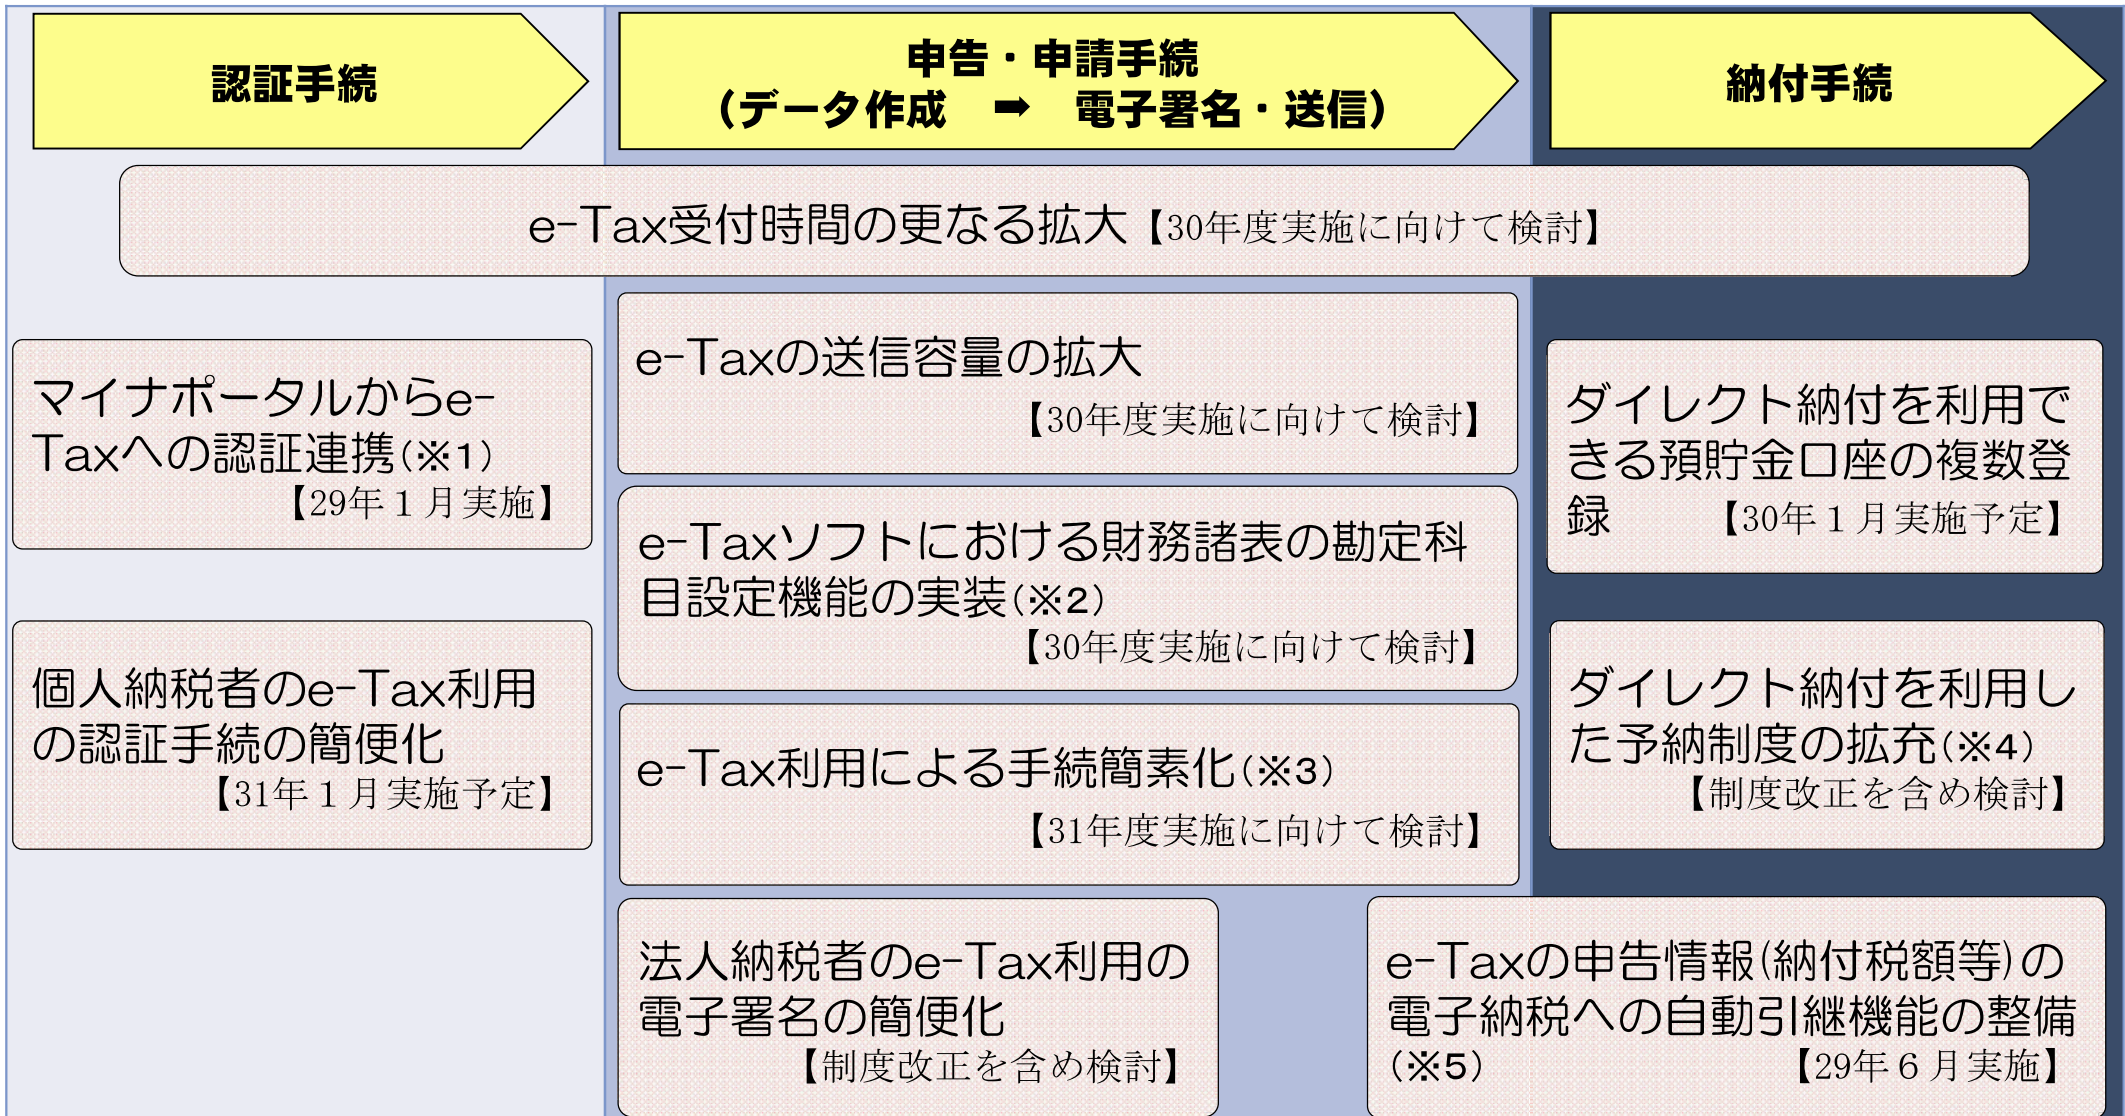 認証手続
申告・申請手続
（データ作成　➡　電子署名・送信）
納付手続
e-Tax受付時間の更なる拡大【30年度実施に向けて検討】
マイナポータルからe-
Taxへの認証連携(※1)
【29年１月実施】
個人納税者のe-Tax利用
の認証手続の簡便化
【31年１月実施予定】
e-Taxの送信容量の拡大
【30年度実施に向けて検討】
e-Taxソフトにおける財務諸表の勘定科
目設定機能の実装(※2)
【30年度実施に向けて検討】
e-Tax利用による手続簡素化(※3)
【31年度実施に向けて検討】
法人納税者のe-Tax利用の
電子署名の簡便化
【制度改正を含め検討】
ダイレクト納付を利用で
きる預貯金口座の複数登
録　【30年１月実施予定】
ダイレクト納付を利用し
た予納制度の拡充(※4)
【制度改正を含め検討】
e-Taxの申告情報(納付税額等)の
電子納税への自動引継機能の整備
(※5)　【29年６月実施】